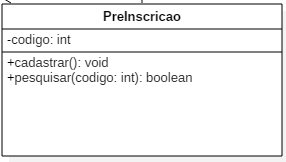 PreInscricao
-codigo: int
+cadastrar(): void
+pesquisar(codigo: int): boolean